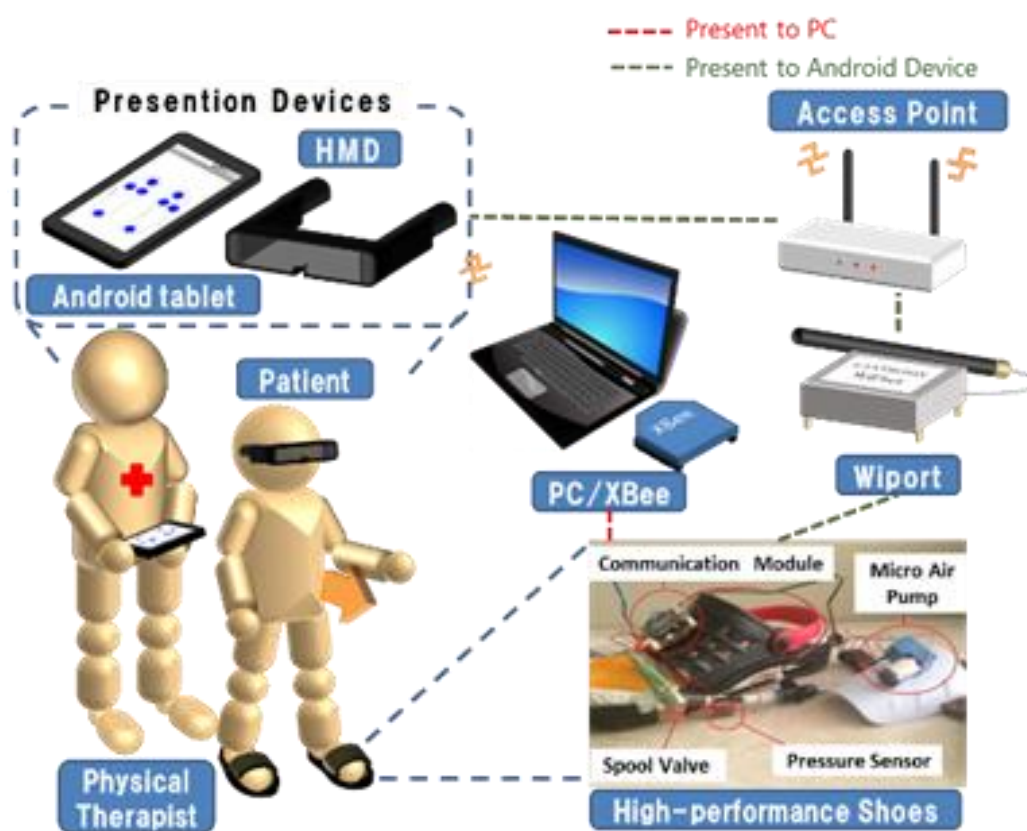 Present to PC
Present to Android Device
Presention Devices
HMD
Access Point
Android tablet
Patient
XBee
PC/XBee
Wiport
Communication Module
Micro Air
Pump
Spool Valve
Pressure Sensor
Physical
Therapist
High-performance Shoes